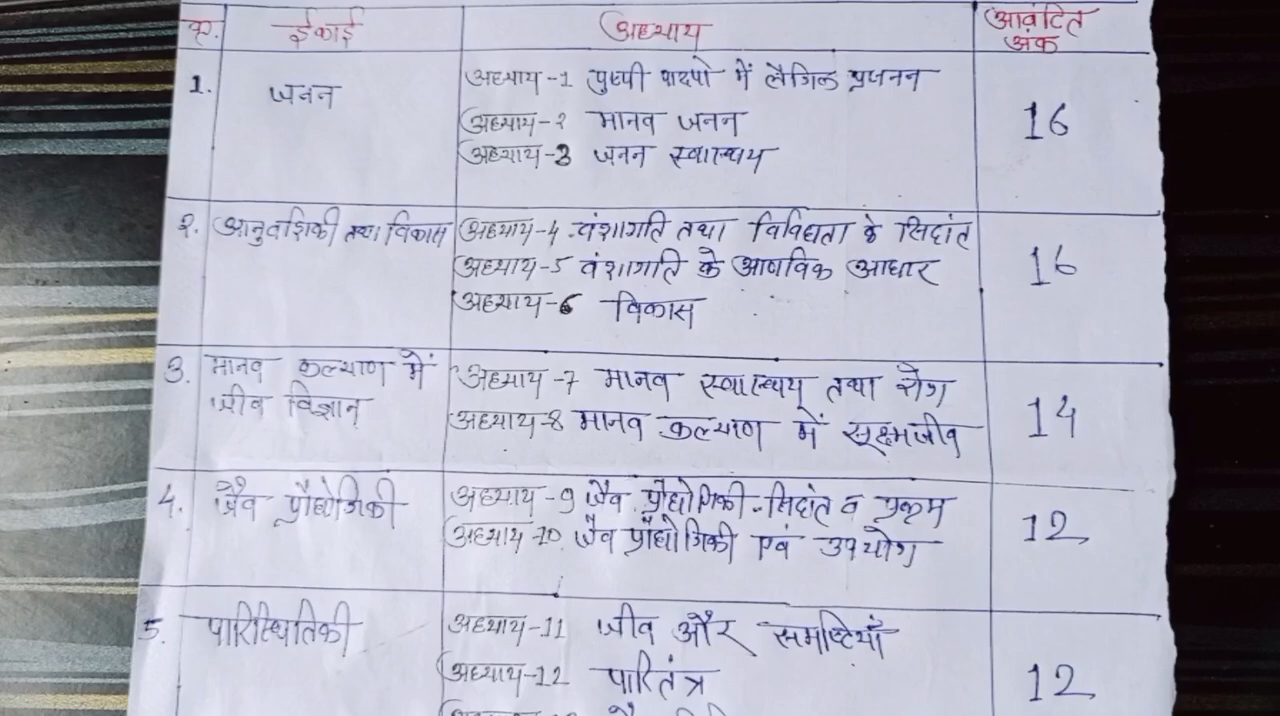 क्र. ईकाई अध्याय आवंटित अंक
1. जनन अध्याय-1 पुष्पी पादपो में लैंगिक प्रजनन 16
अध्याय-2 मानव जनन
अध्याय-3 जनन स्वास्थ्य
2. आनुवंशिकी तथा विकास अध्याय-4 वंशागति तथा विविधता के सिद्धांत 16
अध्याय-5 वंशागति के आणविक आधार
अध्याय-6 विकास
3. मानव कल्याण में अध्याय-7 मानव स्वास्थ्य तथा रोग 14
जीव विज्ञान अध्याय-8 मानव कल्याण में सूक्ष्मजीव
4. जैव प्रौद्योगिकी अध्याय-9 जैव प्रौद्योगिकी-सिद्धांत व प्रक्रम 12
अध्याय-10 जैव प्रौद्योगिकी एवं उपयोग
5. पारिस्थितिकी अध्याय-11 जीव और समष्टियाँ 12
अध्याय-12 पारितंत्र